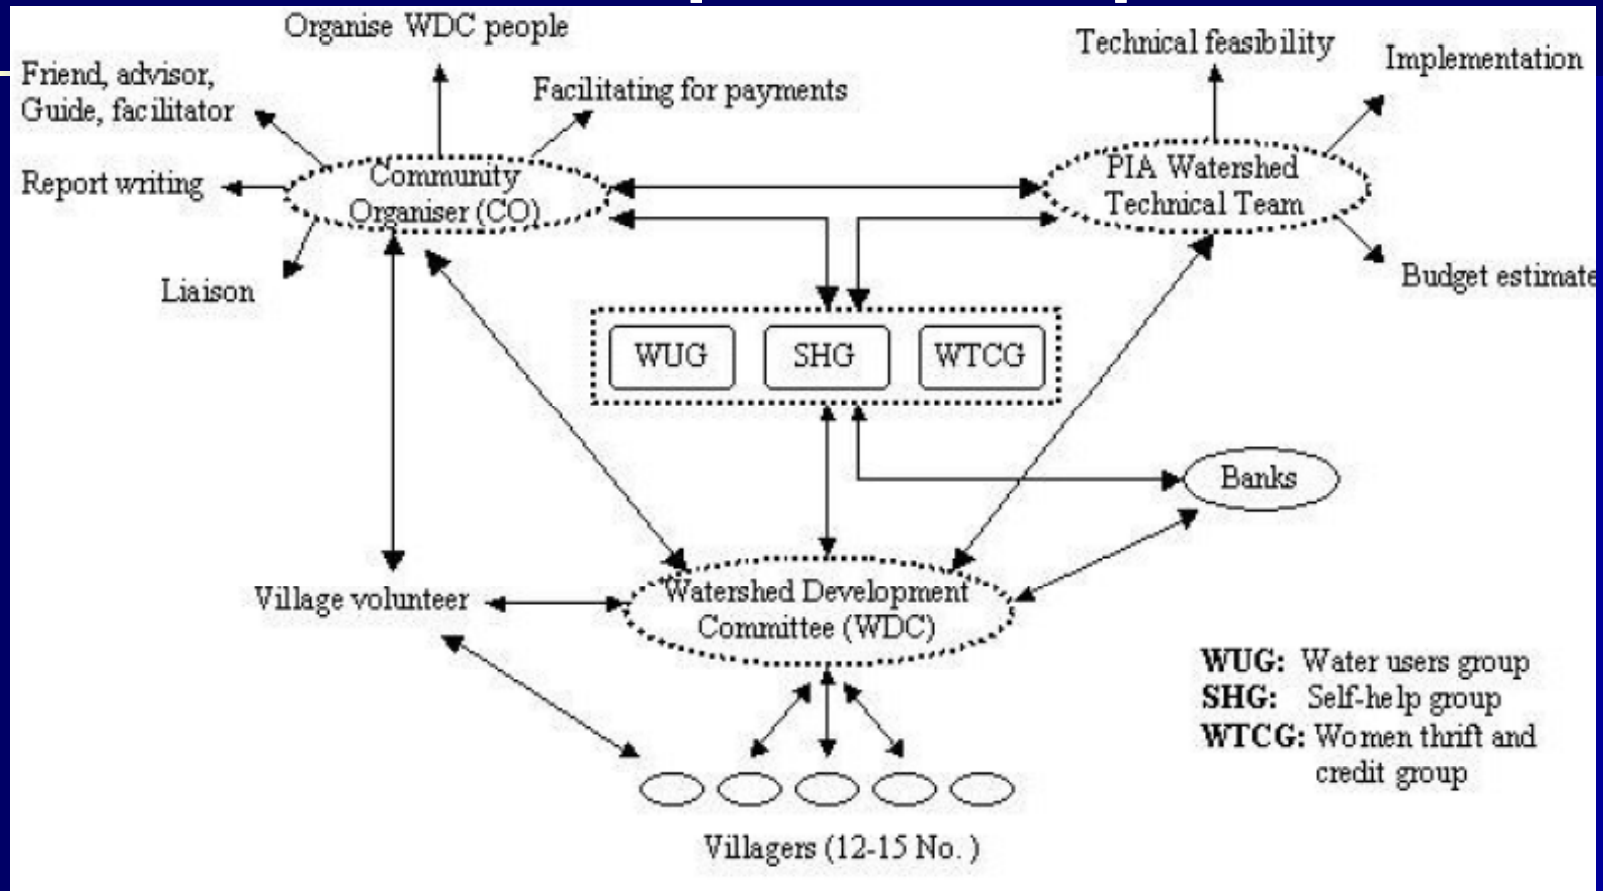 Organise WDC people
Technical feasibility
Implementation
Friend, advisor,
Guide, facilitator
Facilitating for payments
Community
Organiser (CO)
PIA Watershed
Technical Team
Report writing
Liaison
Budget estimate
WUG
SHG
WTCG
Banks
Village volunteer
Watershed Development
Committee (WDC)
WUG: Water users group
SHG: Self-help group
WTCG: Women thrift and
credit group
Villagers (12-15 No. )